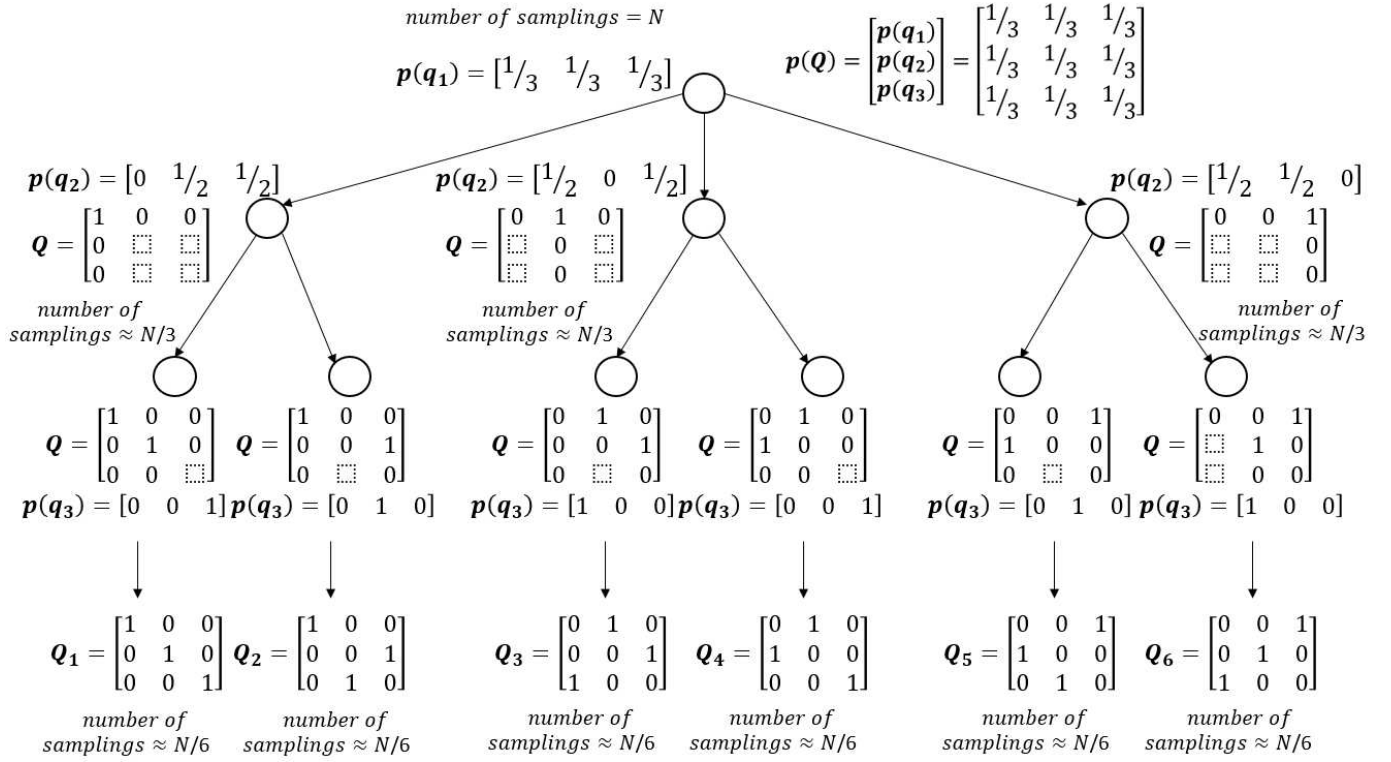 number of samplings = N
p(q₁) = [1/3 1/3 1/3]
p(Q) = [p(q₁) p(q₂) p(q₃)] = [1/3 1/3 1/3
1/3 1/3 1/3
1/3 1/3 1/3]
p(q₂) = [0 1/2 1/2]
Q = [1 0 0
0 ⬚ ⬚
0 ⬚ ⬚]
number of
samplings ≈ N/3
p(q₂) = [1/2 0 1/2]
Q = [0 1 0
⬚ 0 ⬚
⬚ 0 ⬚]
number of
samplings ≈ N/3
p(q₂) = [1/2 1/2 0]
Q = [0 0 1
⬚ ⬚ 0
⬚ ⬚ 0]
number of
samplings ≈ N/3
Q = [1 0 0
0 1 0
0 0 ⬚]
p(q₃) = [0 0 1]
Q = [1 0 0
0 0 1
0 ⬚ 0]
p(q₃) = [0 1 0]
Q = [0 1 0
0 0 1
0 ⬚ 0]
p(q₃) = [1 0 0]
Q = [0 1 0
1 0 0
0 0 ⬚]
p(q₃) = [0 0 1]
Q = [0 0 1
1 0 0
0 ⬚ 0]
p(q₃) = [0 1 0]
Q = [0 0 1
⬚ 1 0
⬚ 0 0]
p(q₃) = [1 0 0]
Q₁ = [1 0 0
0 1 0
0 0 1]
number of
samplings ≈ N/6
Q₂ = [1 0 0
0 0 1
0 1 0]
number of
samplings ≈ N/6
Q₃ = [0 1 0
0 0 1
1 0 0]
number of
samplings ≈ N/6
Q₄ = [0 1 0
1 0 0
0 0 1]
number of
samplings ≈ N/6
Q₅ = [0 0 1
1 0 0
0 1 0]
number of
samplings ≈ N/6
Q₆ = [0 0 1
0 1 0
1 0 0]
number of
samplings ≈ N/6